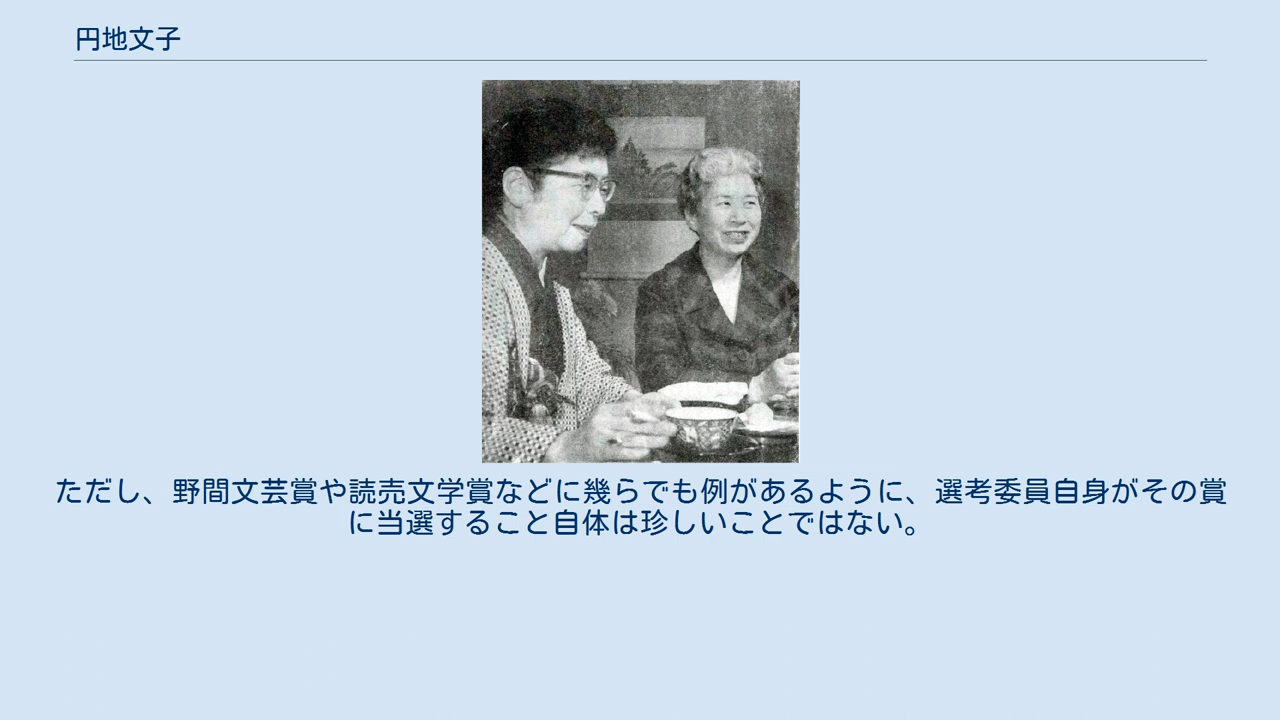 円地文子
ただし、野間文芸賞や読売文学賞などに幾らでも例があるように、選考委員自身がその賞
に当選すること自体は珍しいことではない。